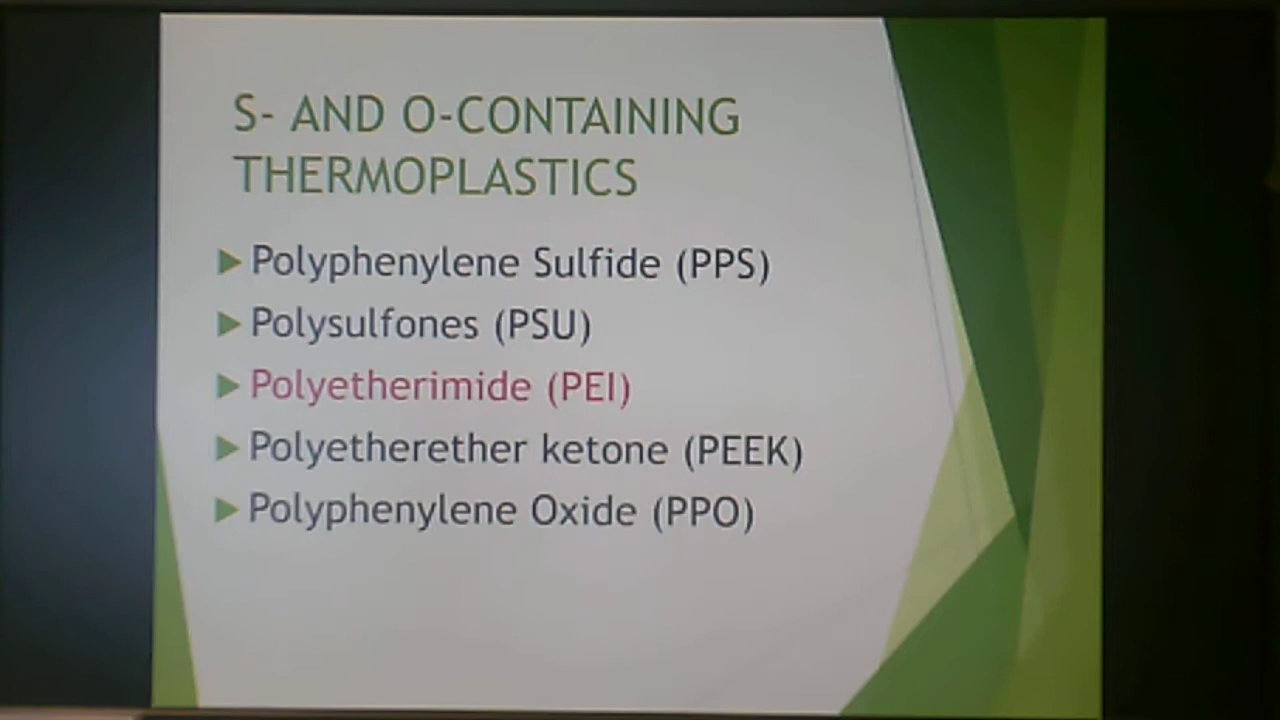 S- AND O-CONTAINING
THERMOPLASTICS
Polyphenylene Sulfide (PPS)
Polysulfones (PSU)
Polyetherimide (PEI)
Polyetherether ketone (PEEK)
Polyphenylene Oxide (PPO)